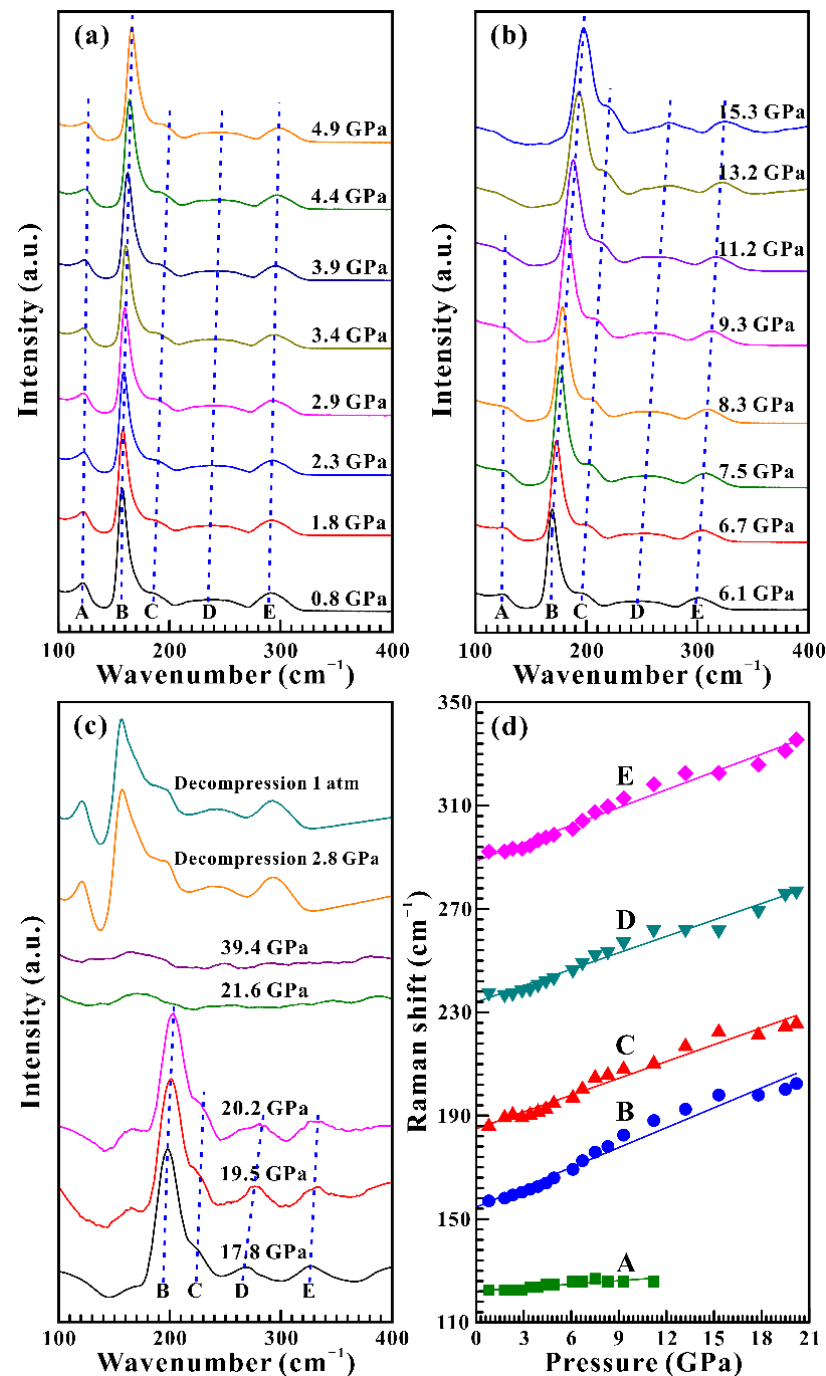 (a)
4.9 GPa
4.4 GPa
3.9 GPa
3.4 GPa
2.9 GPa
2.3 GPa
1.8 GPa
0.8 GPa
A B C D E
100 200 300 400
Wavenumber (cm⁻¹)
Intensity (a.u.)
(b)
15.3 GPa
13.2 GPa
11.2 GPa
9.3 GPa
8.3 GPa
7.5 GPa
6.7 GPa
6.1 GPa
A B C D E
100 200 300 400
Wavenumber (cm⁻¹)
Intensity (a.u.)
(c)
Decompression 1 atm
Decompression 2.8 GPa
39.4 GPa
21.6 GPa
20.2 GPa
19.5 GPa
17.8 GPa
B C D E
100 200 300 400
Wavenumber (cm⁻¹)
Intensity (a.u.)
(d)
350
310
270
230
190
150
110
E
D
C
B
A
0 3 6 9 12 15 18 21
Pressure (GPa)
Raman shift (cm⁻¹)